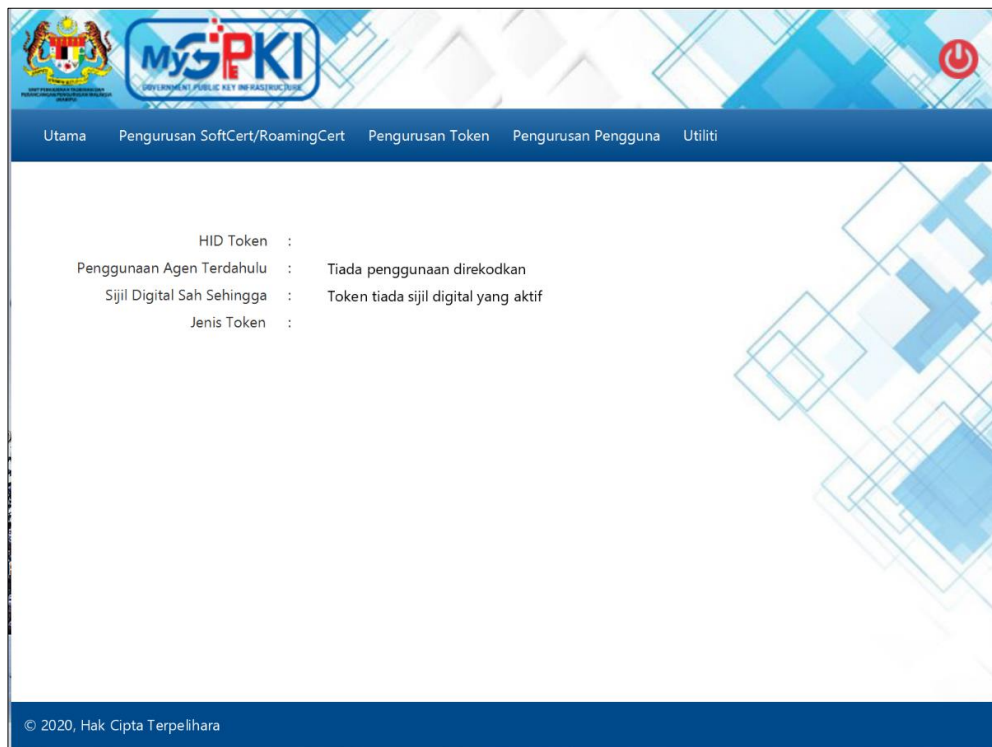 MyGPKI
GOVERNMENT PUBLIC KEY INFRASTRUCTURE
Utama Pengurusan SoftCert/RoamingCert Pengurusan Token Pengurusan Pengguna Utiliti
HID Token :
Penggunaan Agen Terdahulu : Tiada penggunaan direkodkan
Sijil Digital Sah Sehingga : Token tiada sijil digital yang aktif
Jenis Token :
© 2020, Hak Cipta Terpelihara